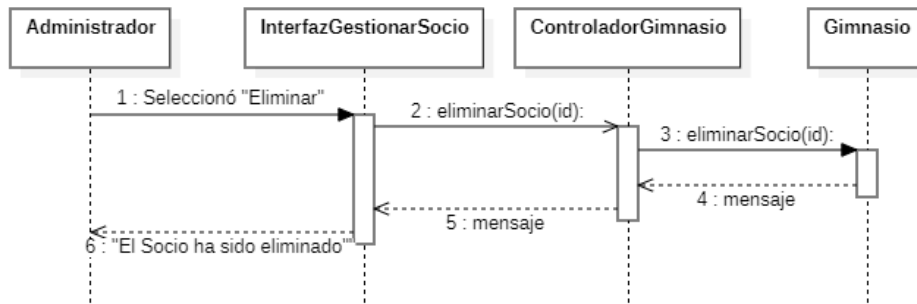 Administrador
InterfazGestionarSocio
ControladorGimnasio
Gimnasio
1 : Seleccionó "Eliminar"
2 : eliminarSocio(id):
3 : eliminarSocio(id):
4 : mensaje
5 : mensaje
6 : "El Socio ha sido eliminado'"